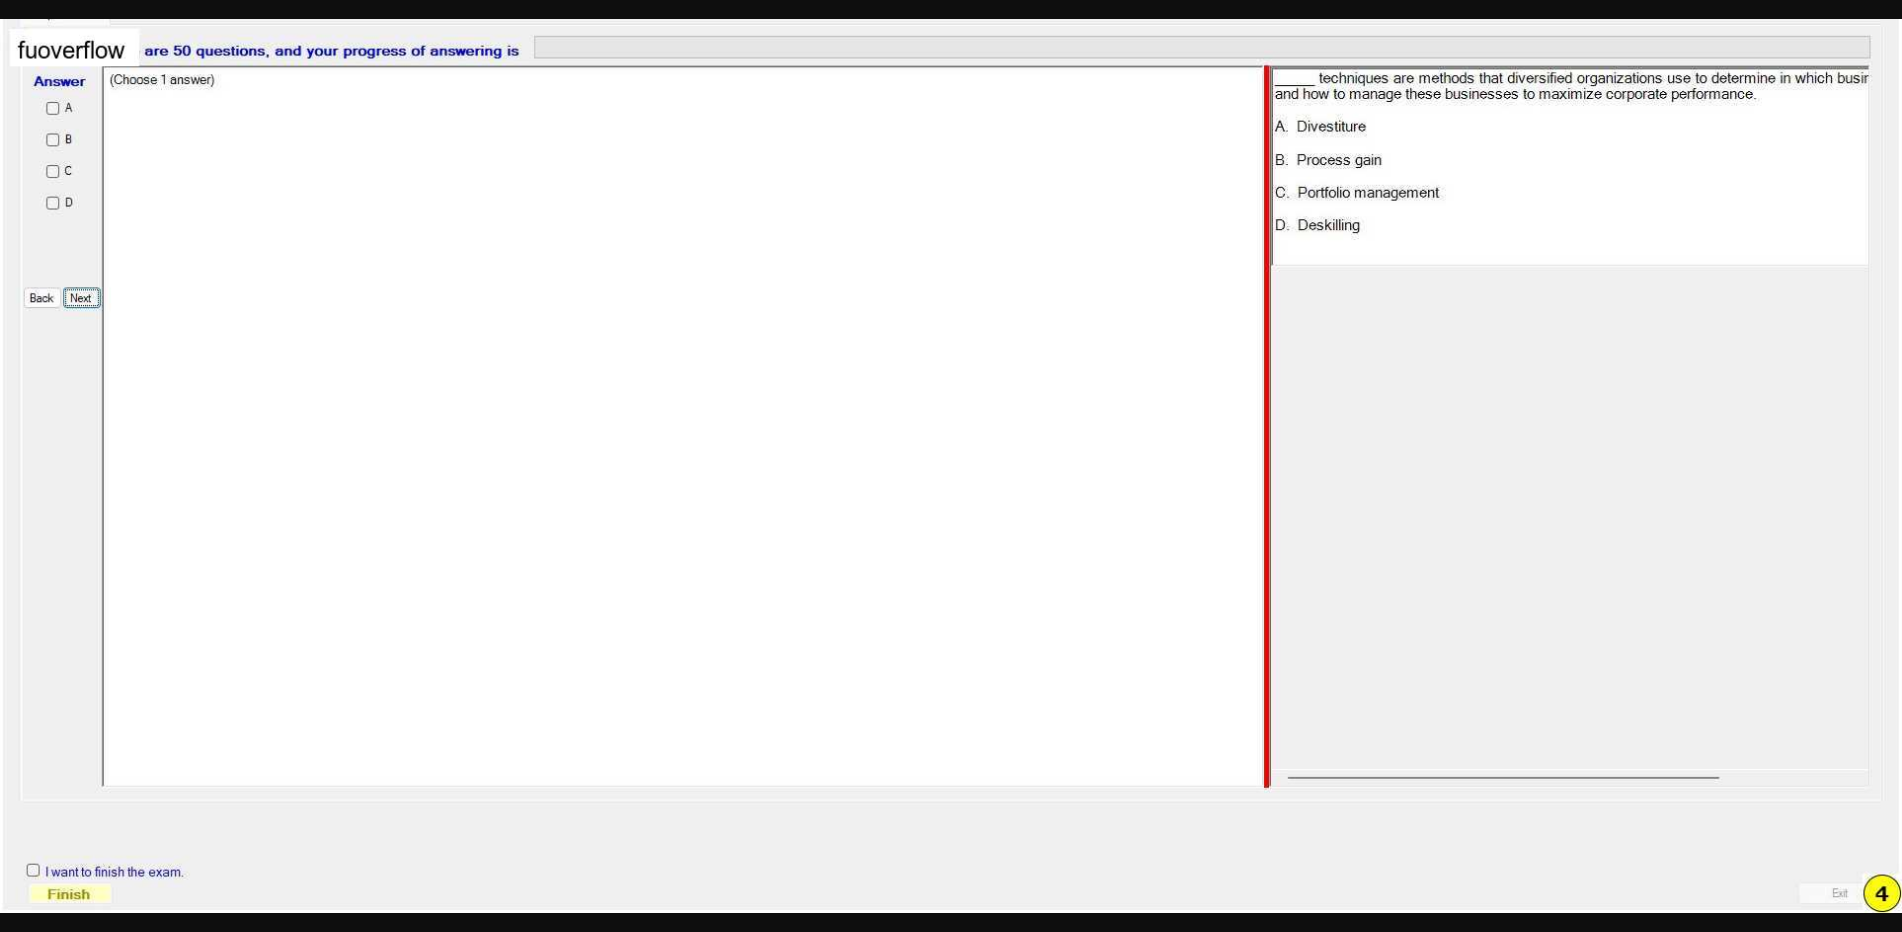 fuoverflow are 50 questions, and your progress of answering is
Answer
A
B
C
D
Back Next
(Choose 1 answer)
_____ techniques are methods that diversified organizations use to determine in which
and how to manage these businesses to maximize corporate performance.
A. Divestiture
B. Process gain
C. Portfolio management
D. Deskilling
I want to finish the exam.
Finish
Exit
4